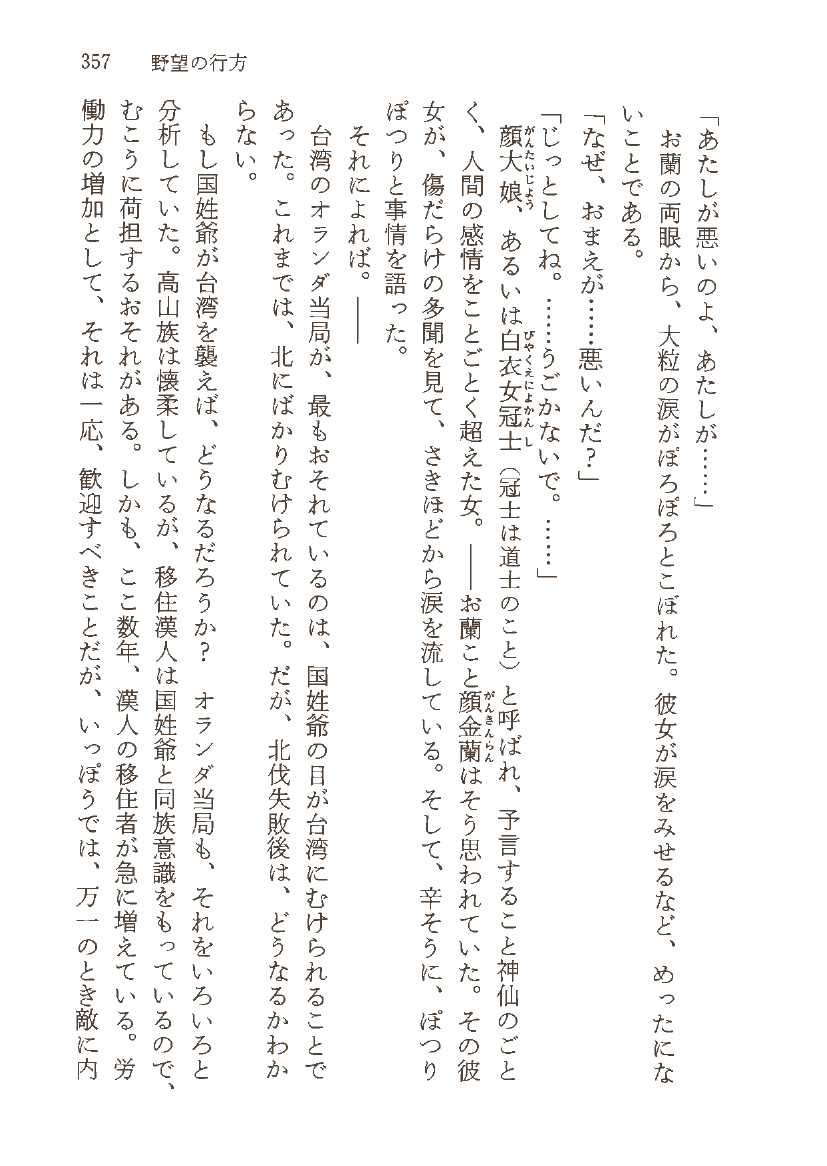 357　野望の行方
「あたしが悪いのよ、あたしが……」
　お蘭の両眼から、大粒の涙がぽろぽろとこぼれた。彼女が涙をみせるなど、めったにな
いことである。
「なぜ、おまえが……悪いんだ？」
「じっとしてね。……うごかないで。……」
　顔大娘、あるいは白衣女冠士（冠士は道士のこと）と呼ばれ、予言すること神仙のごと
く、人間の感情をことごとく超えた女。――お蘭こと顔金蘭はそう思われていた。その彼
女が、傷だらけの多聞を見て、さきほどから涙を流している。そして、辛そうに、ぽつり
ぽつりと事情を語った。
　それによれば。――
　台湾のオランダ当局が、最もおそれているのは、国姓爺の目が台湾にむけられることで
あった。これまでは、北にばかりむけられていた。だが、北伐失敗後は、どうなるかわか
らない。
　もし国姓爺が台湾を襲えば、どうなるだろうか？　オランダ当局も、それをいろいろと
分析していた。高山族は懐柔しているが、移住漢人は国姓爺と同族意識をもっているので、
むこうに荷担するおそれがある。しかも、ここ数年、漢人の移住者が急に増えている。労
働力の増加として、それは一応、歓迎すべきことだが、いっぽうでは、万一のとき敵に内